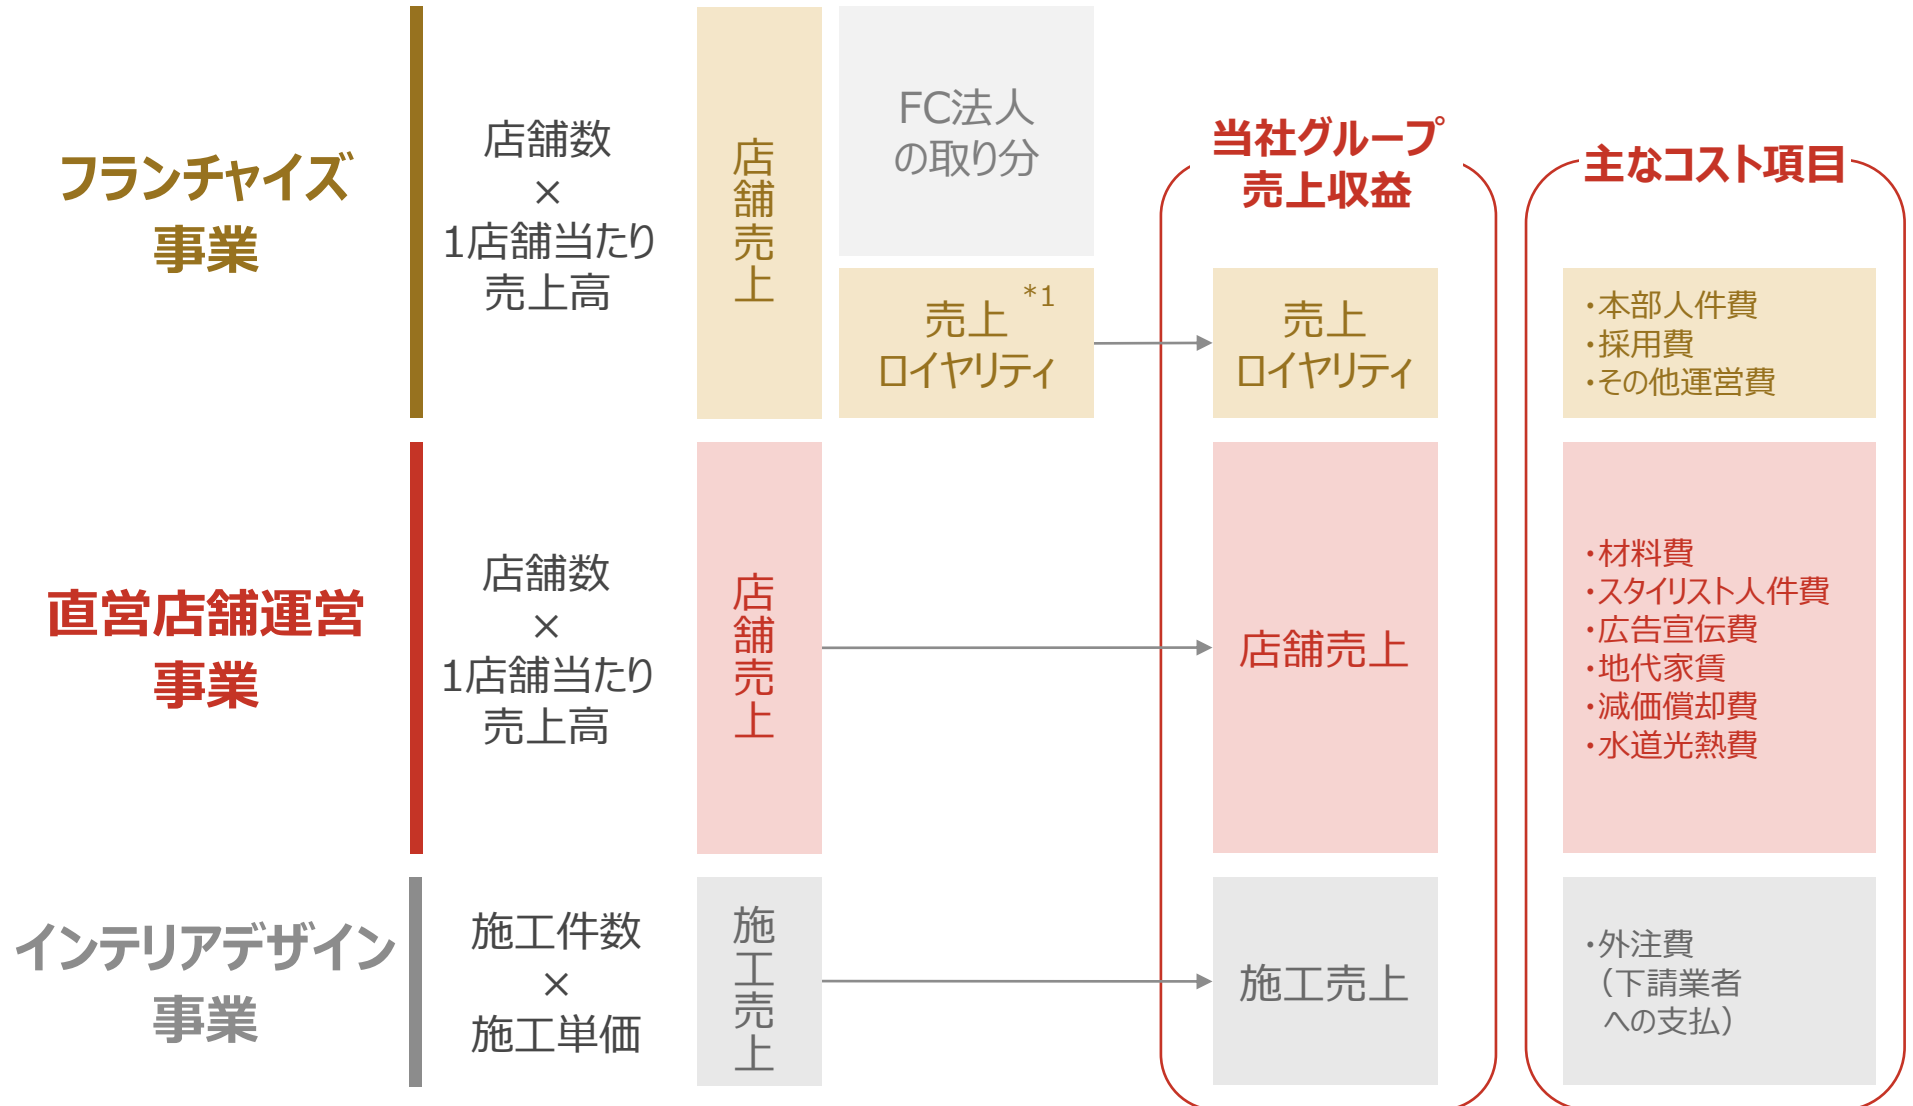 フランチャイズ
事業
店舗数
×
1店舗当たり
売上高
店舗売上
FC法人
の取り分
売上 *1
ロイヤリティ
当社グループ
売上収益
売上
ロイヤリティ
主なコスト項目
・本部人件費
・採用費
・その他運営費
直営店舗運営
事業
店舗数
×
1店舗当たり
売上高
店舗売上
店舗売上
・材料費
・スタイリスト人件費
・広告宣伝費
・地代家賃
・減価償却費
・水道光熱費
インテリアデザイン
事業
施工件数
×
施工単価
施工売上
施工売上
・外注費
（下請業者
への支払）